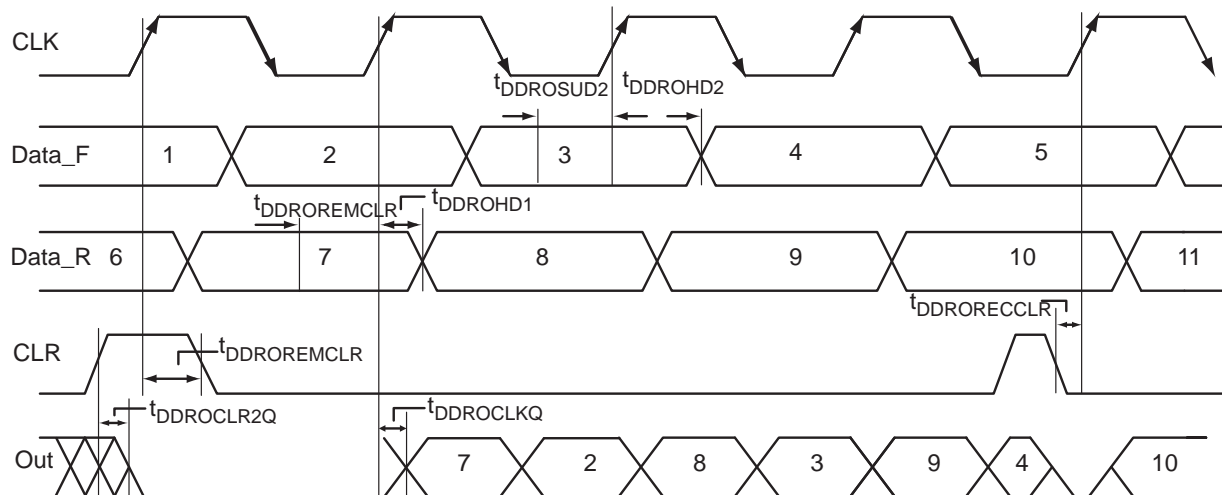 CLK
tDDROSUD2 tDDROHD2
Data_F 1 2 3 4 5
tDDROREMCLR tDDROHD1
Data_R 6 7 8 9 10 11
tDDRORECCLR
CLR
tDDROREMCLR
tDDROCLR2Q tDDROCLKQ
Out 7 2 8 3 9 4 10